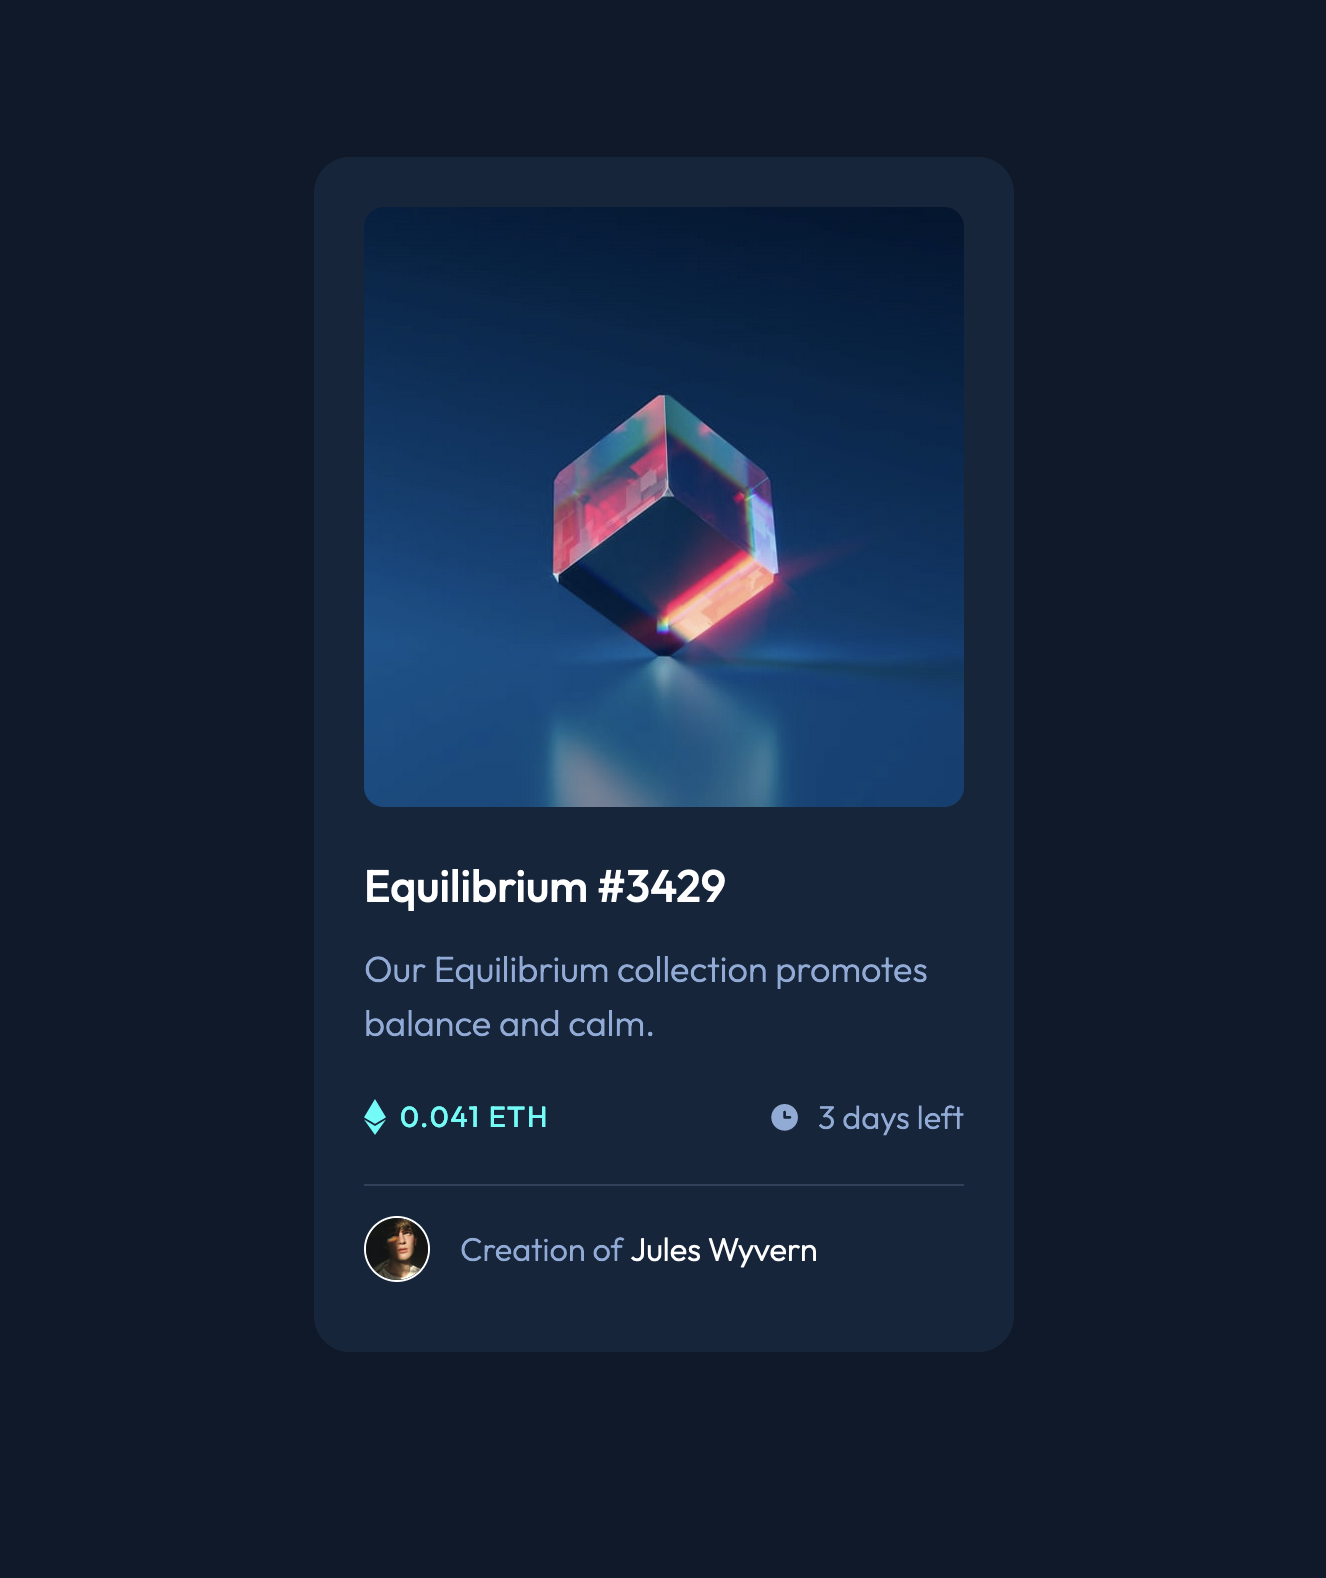 Equilibrium #3429
Our Equilibrium collection promotes
balance and calm.
0.041 ETH
3 days left
Creation of Jules Wyvern